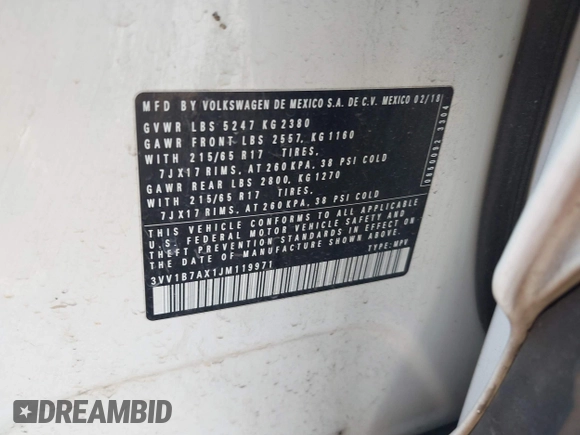 MFD BY VOLKSWAGEN DE MEXICO S.A. DE C.V. MEXICO 02/18
GVWR LBS 5247 KG 2380
GAWR FRONT LBS 2557, KG 1160
WITH 215/65 R17 TIRES,
7JX17 RIMS, AT 260 KPA, 38 PSI COLD
GAWR REAR LBS 2800, KG 1270
WITH 215/65 R17 TIRES,
7JX17 RIMS, AT 260 KPA, 38 PSI COLD
THIS VEHICLE CONFORMS TO ALL APPLICABLE
U.S. FEDERAL MOTOR VEHICLE SAFETY AND
THEFT PREVENTION STANDARDS IN EFFECT ON
THE DATE OF MANUFACTURE SHOWN ABOVE.
3VV1B7AX1JM119971 TYPE: MPV
3304
DREAMBID